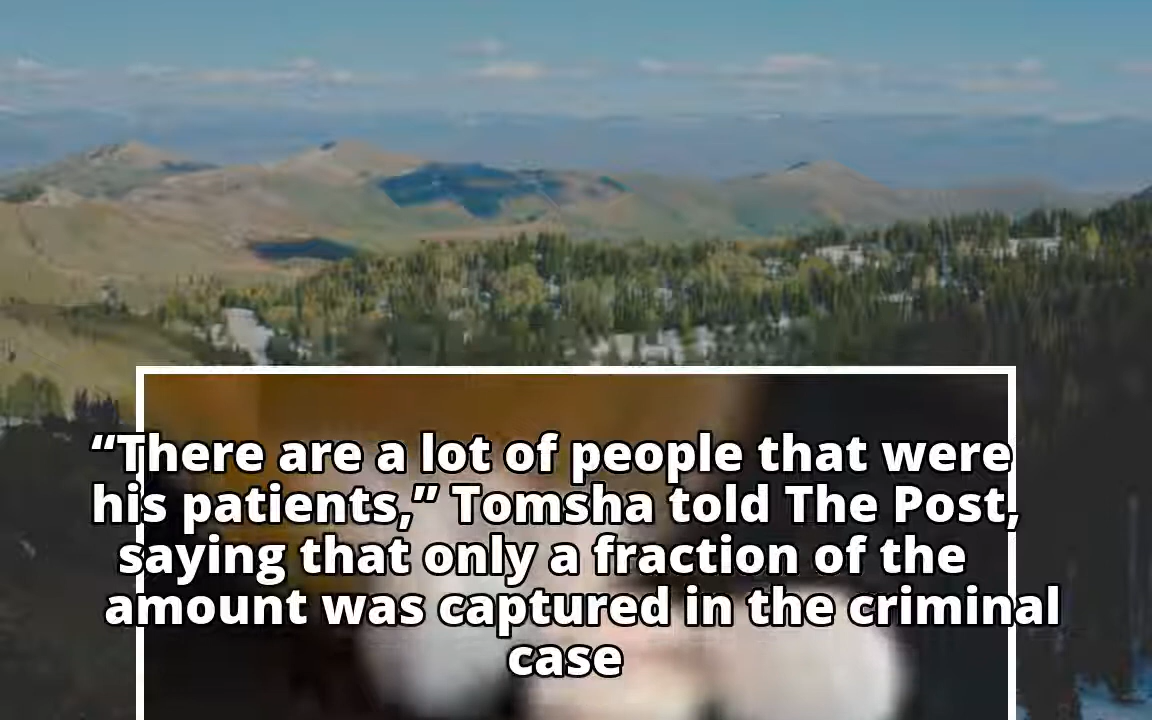 “There are a lot of people that were
his patients,” Tomsha told The Post,
saying that only a fraction of the
amount was captured in the criminal
case